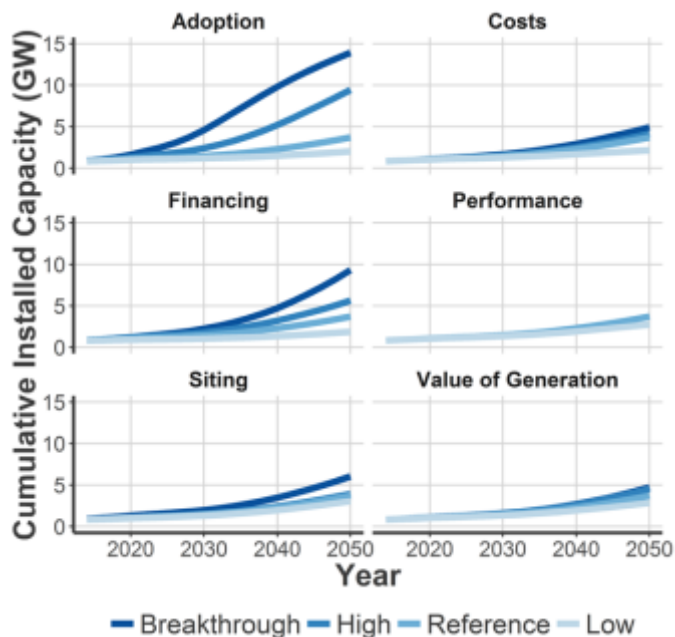 Adoption Costs
Cumulative Installed Capacity (GW)
15
10
5
0
Financing Performance
15
10
5
0
Siting Value of Generation
15
10
5
0
2020 2030 2040 2050 2020 2030 2040 2050
Year
Breakthrough High Reference Low